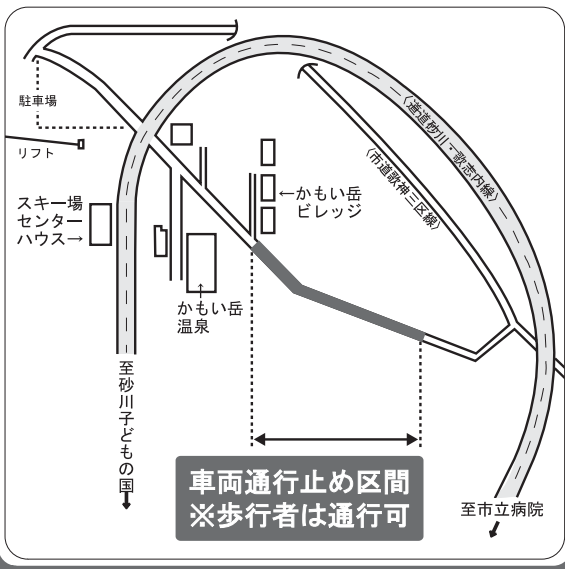 駐車場
リフト
〈道道砂川・歌志内線〉
〈市道歌神三区線〉
スキー場
センター
ハウス→
←かもい岳
ビレッジ
↑
かもい岳
温泉
至砂川子どもの国
車両通行止め区間
※歩行者は通行可
至市立病院